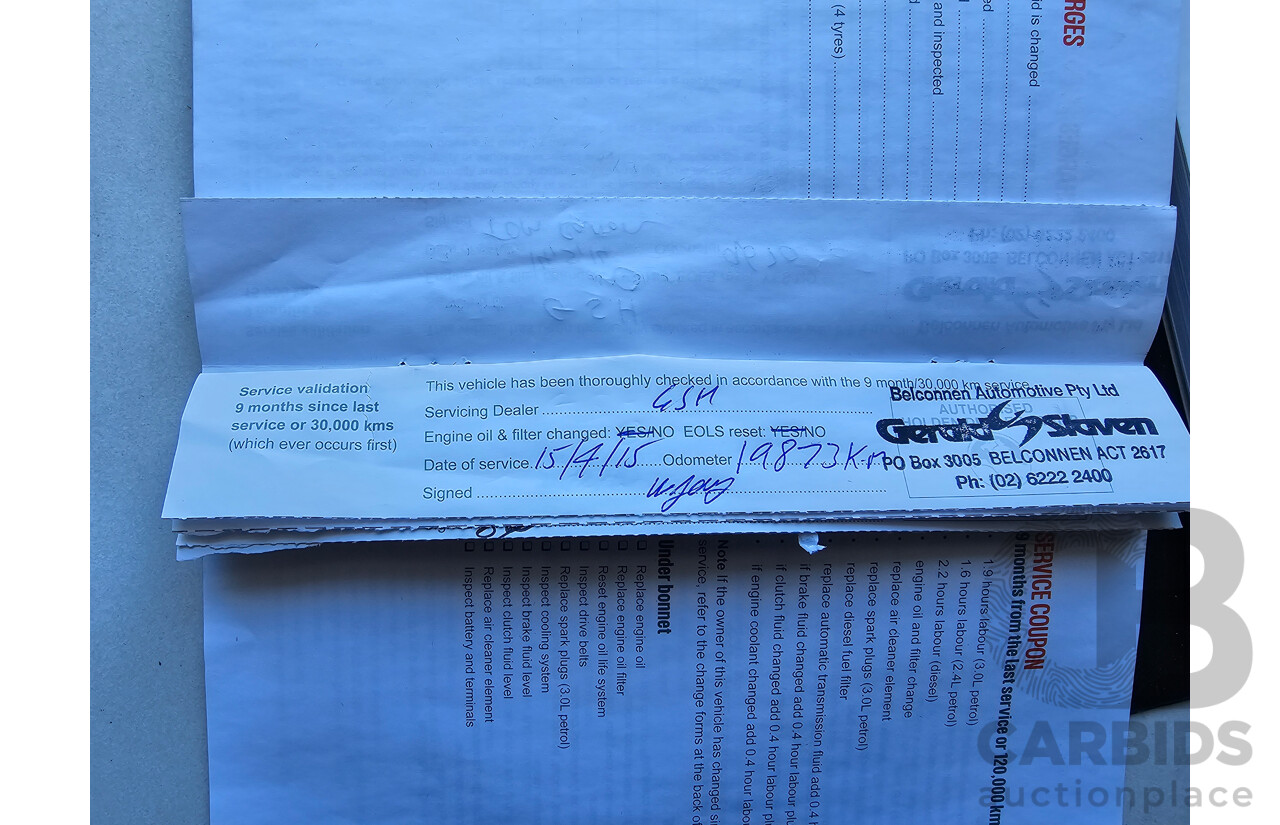 RGES
id is changed
ed
and inspected
d
(4 tyres)
Service validation
9 months since last
service or 30,000 kms
(which ever occurs first)
This vehicle has been thoroughly checked in accordance with the 9 month/30,000 km service
Servicing Dealer GSH
Engine oil & filter changed: YES/NO EOLS reset: YES/NO
Date of service 15/4/15 Odometer 19873Km
Signed
Belconnen Automotive Pty Ltd
AUTHORISED
HOLDEN
Gerald Slaven
PO Box 3005 BELCONNEN ACT 2617
Ph: (02) 6222 2400
SERVICE COUPON
9 months from the last service or 120,000 km
1.9 hours labour (3.0L petrol)
1.6 hours labour (2.4L petrol)
2.2 hours labour (diesel)
engine oil and filter change
replace air cleaner element
replace spark plugs (3.0L petrol)
replace diesel fuel filter
replace automatic transmission fluid add 0.4 h
if brake fluid changed add 0.4 hour labour plu
if clutch fluid changed add 0.4 hour labour plu
if engine coolant changed add 0.4 hour labou
Note If the owner of this vehicle has changed si
service, refer to the change forms at the back of
Under bonnet
Replace engine oil
Replace engine oil filter
Reset engine oil life system
Inspect drive belts
Replace spark plugs (3.0L petrol)
Inspect cooling system
Inspect brake fluid level
Inspect clutch fluid level
Replace air cleaner element
Inspect battery and terminals
CARBIDS
auctionplace